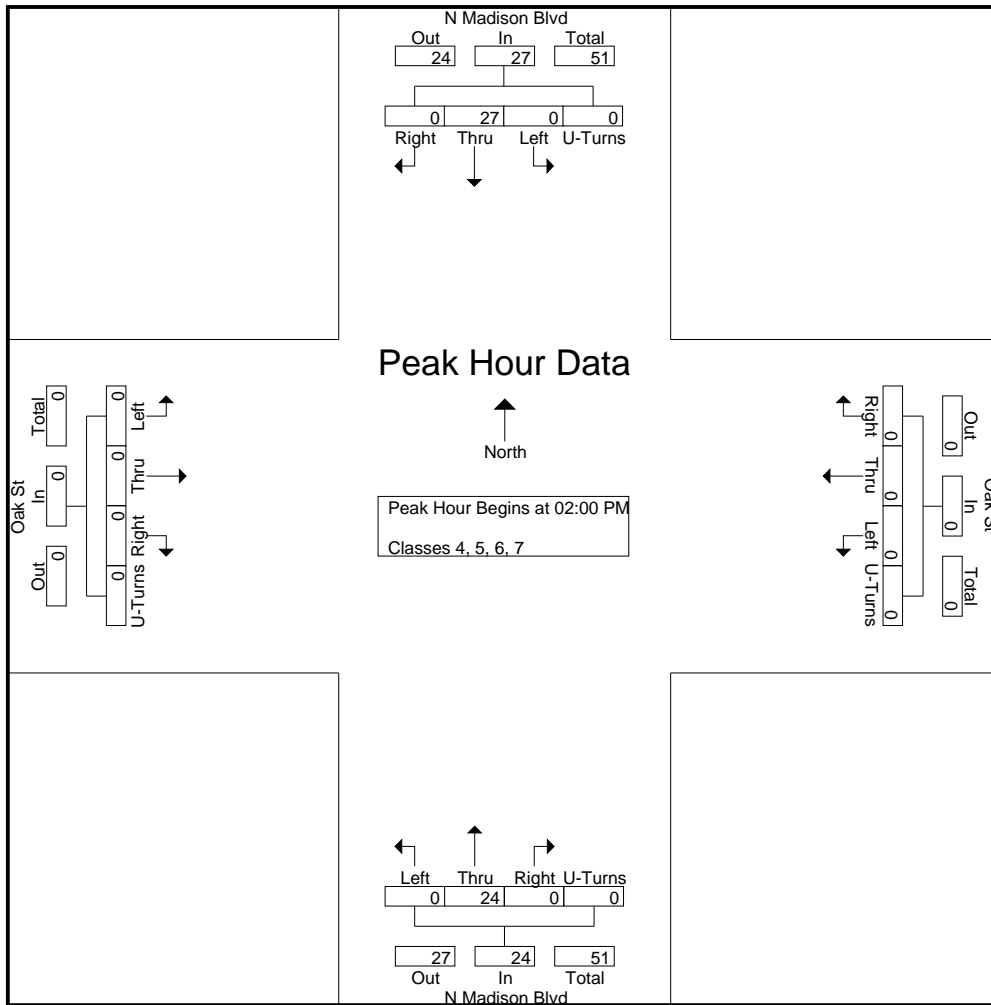 N Madison Blvd
Out In Total
24 27 51
0 27 0 0
Right Thru Left U-Turns
Peak Hour Data
North
Peak Hour Begins at 02:00 PM
Classes 4, 5, 6, 7
Oak St
Out In Total
0 0 0
0 0 0 0
U-Turns Right Thru Left
Oak St
Out In Total
0 0 0
0 0 0 0
Right Thru Left U-Turns
Left Thru Right U-Turns
0 24 0 0
27 24 51
Out In Total
N Madison Blvd